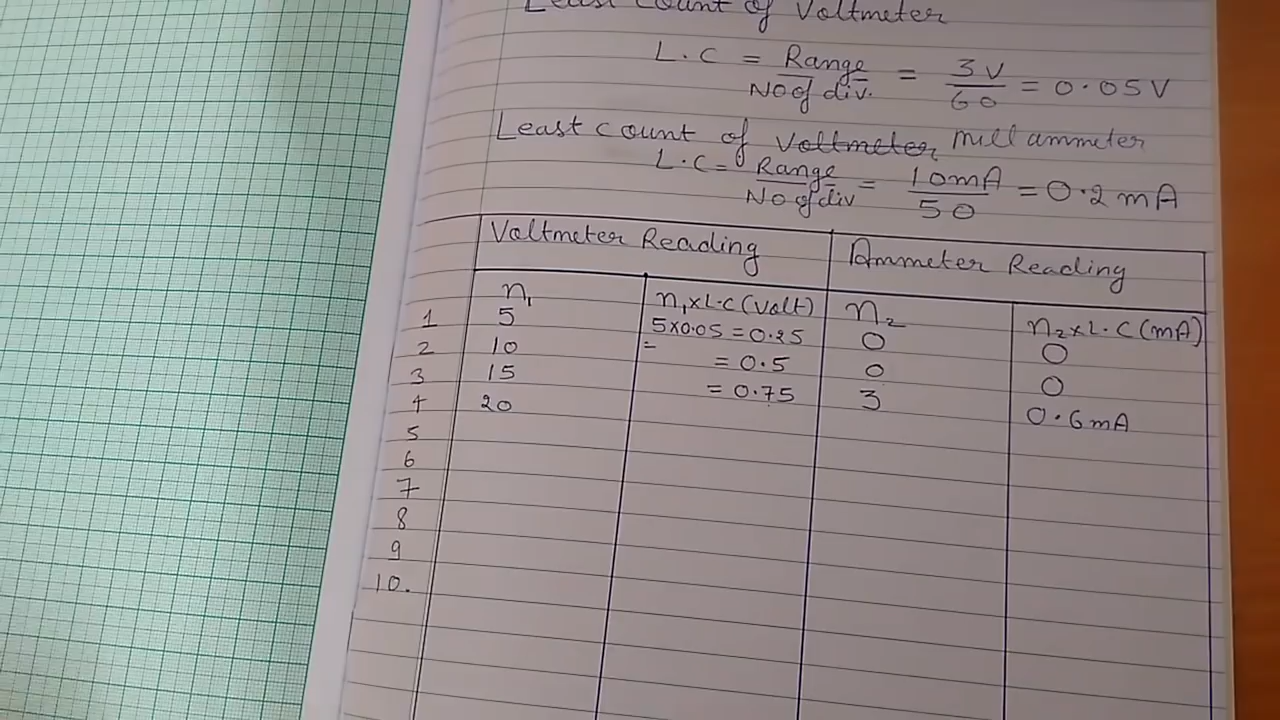 Least count of Voltmeter
L.C = Range / No of div. = 3V / 60 = 0.05V
Least count of voltmeter mill ammeter
L.C = Range / No of div = 10mA / 50 = 0.2 mA
Voltmeter Reading Ammeter Reading
n₁ n₁xL.C (Volt) n₂ n₂xL.C (mA)
1 5 5x0.05 = 0.25 0 0
2 10 = = 0.5 0 0
3 15 = 0.75 3 0.6mA
4 20
5
6
7
8
9
10.